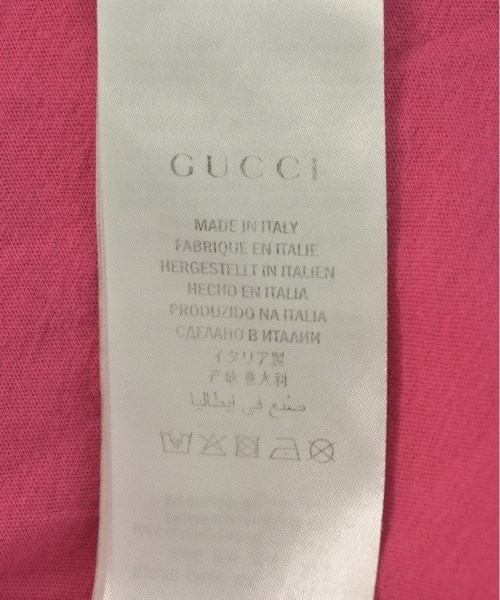 GUCCI
MADE IN ITALY
FABRIQUE EN ITALIE
HERGESTELLT IN ITALIEN
HECHO EN ITALIA
PRODUZIDO NA ITALIA
СДЕЛАНО В ИТАЛИИ
イタリア製
产地意大利
صنع في ايطاليا